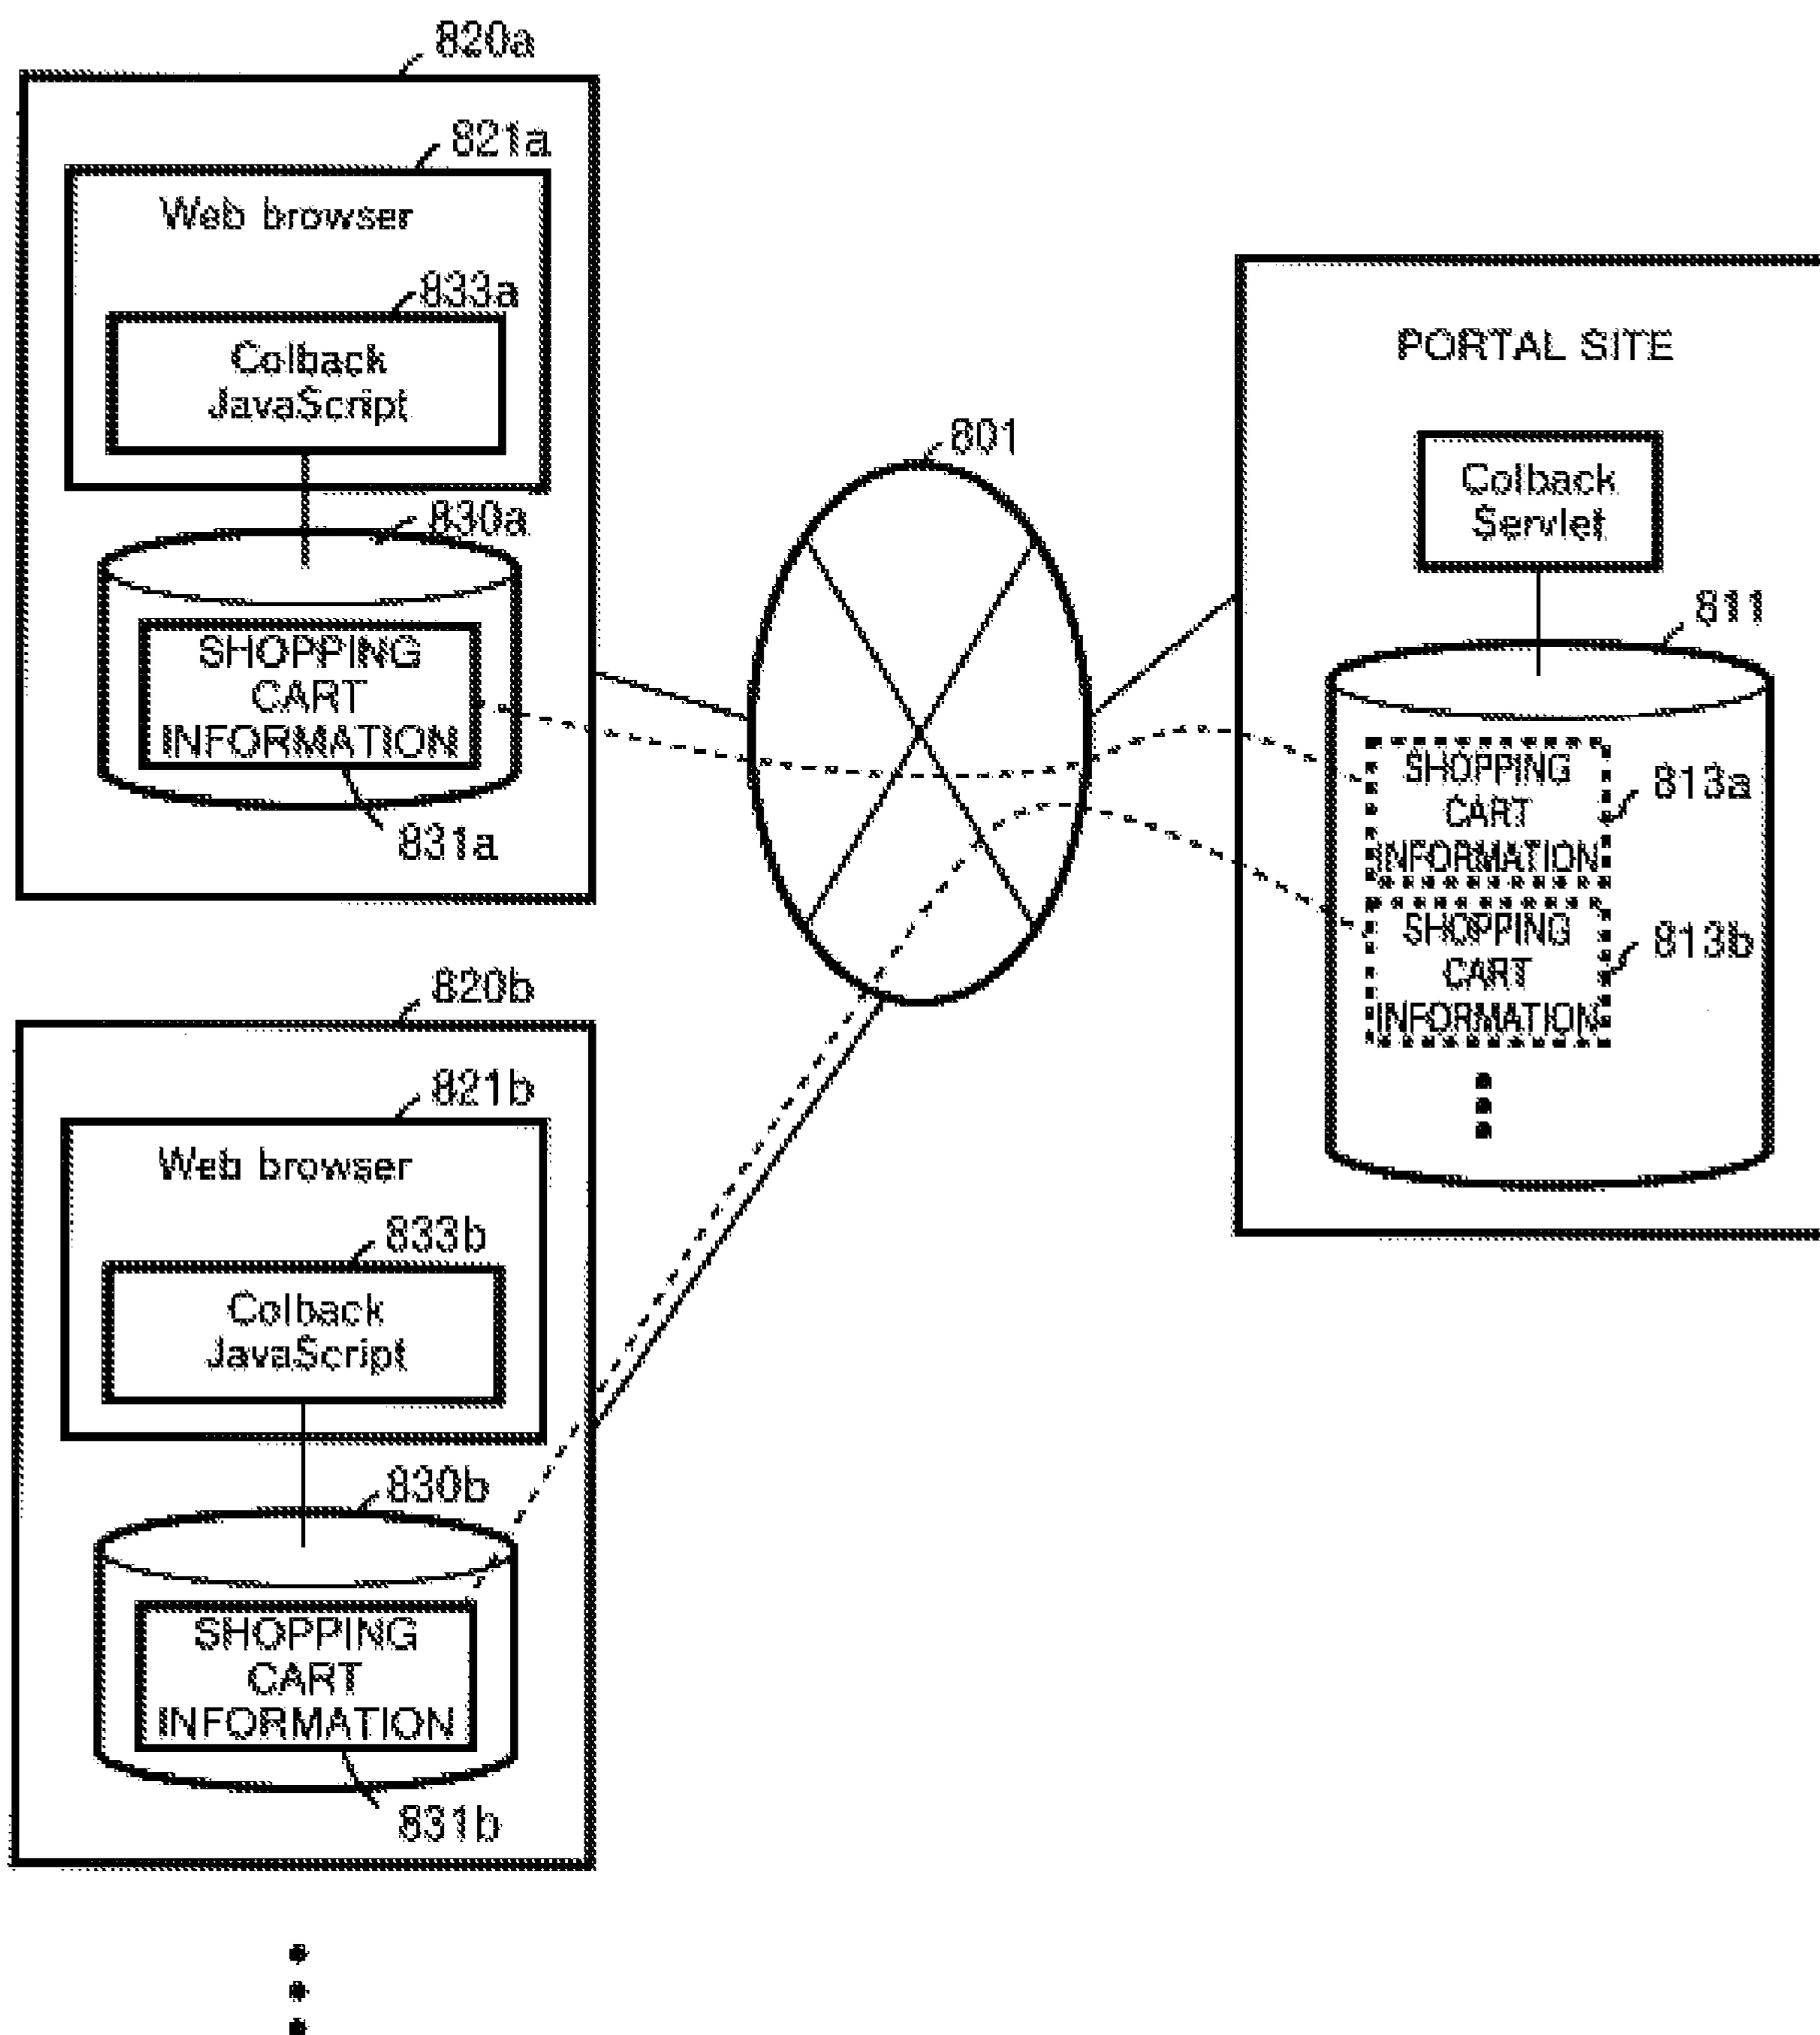 820a
821a
Web browser
833a
Colback
JavaScript
830a
SHOPPING
CART
INFORMATION
831a
820b
821b
Web browser
833b
Colback
JavaScript
830b
SHOPPING
CART
INFORMATION
831b
801
PORTAL SITE
Colback
Servlet
811
SHOPPING
CART
INFORMATION
813a
SHOPPING
CART
INFORMATION
813b